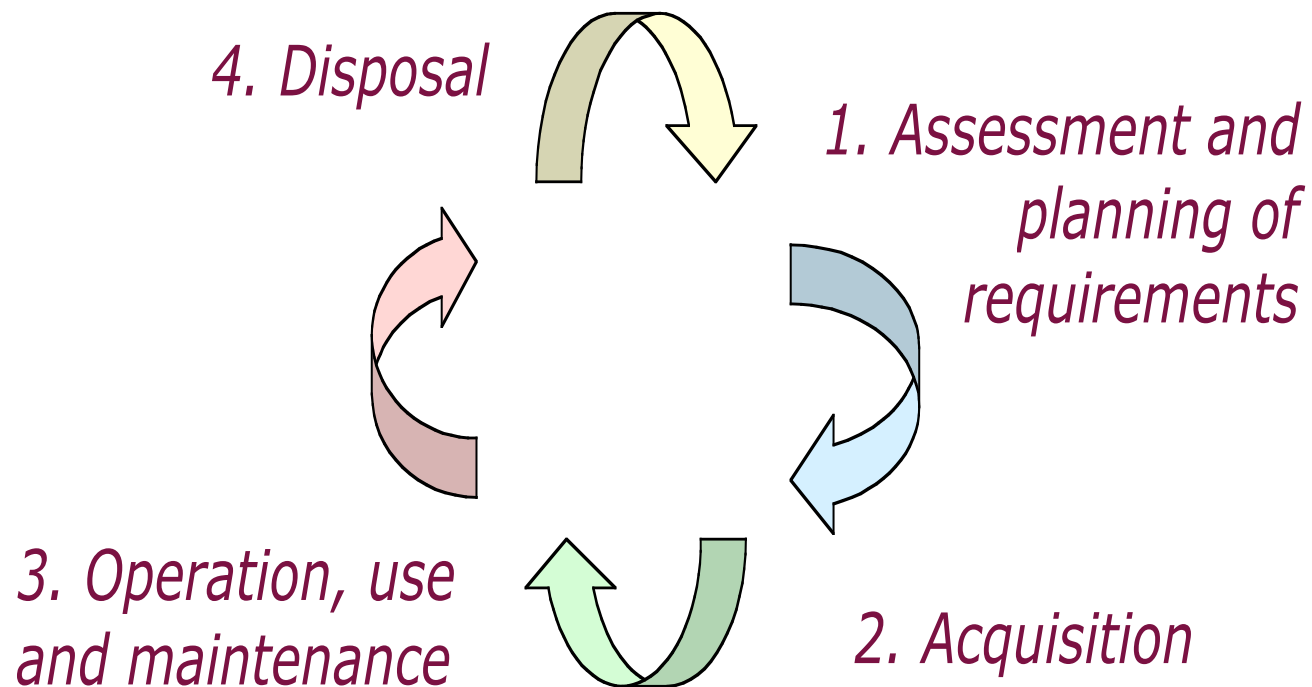 4. Disposal
1. Assessment and
planning of
requirements
3. Operation, use
and maintenance
2. Acquisition